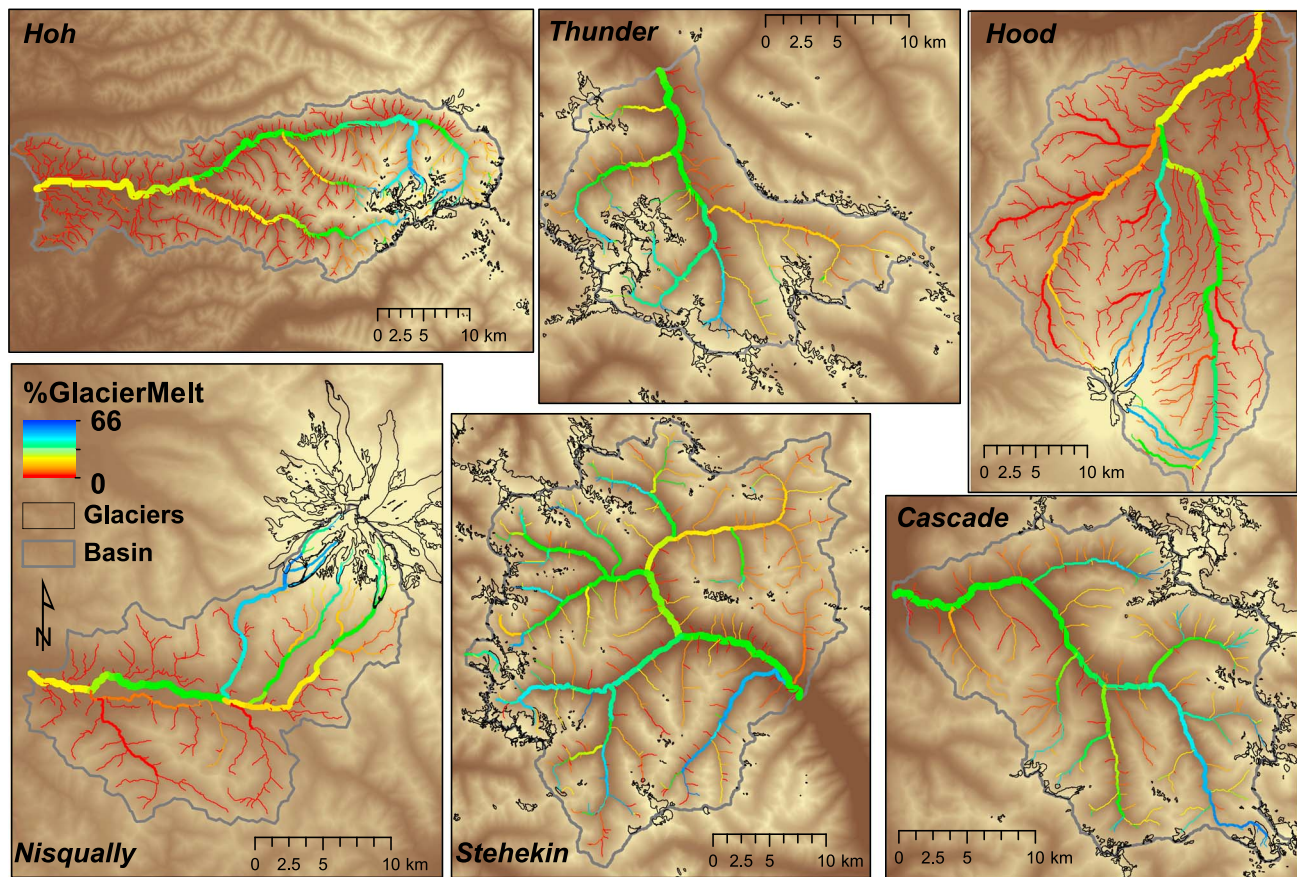 Hoh
0 2.5 5 10 km
Thunder
0 2.5 5 10 km
Hood
0 2.5 5 10 km
%GlacierMelt
66
0
Glaciers
Basin
N
Nisqually
0 2.5 5 10 km
Stehekin
0 2.5 5 10 km
Cascade
0 2.5 5 10 km